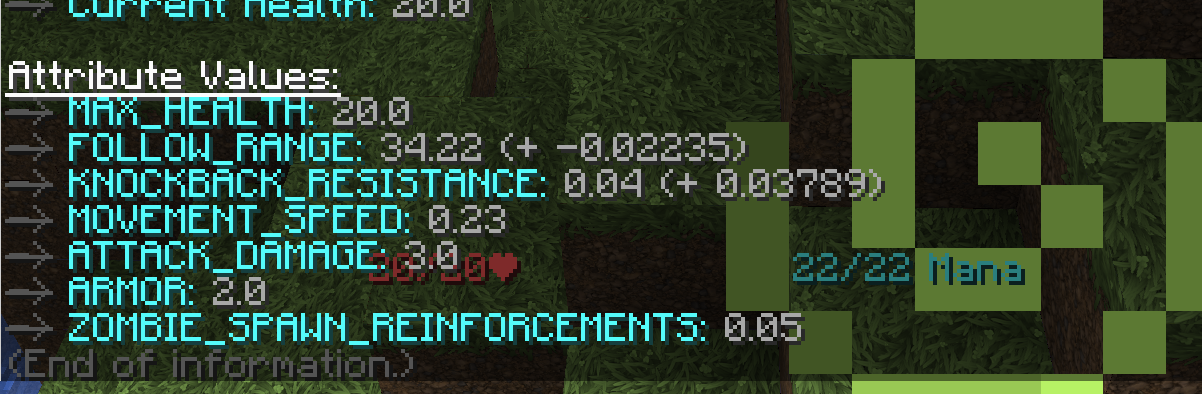 Current Health: 20.0
Attribute Values:
—> MAX_HEALTH: 20.0
—> FOLLOW_RANGE: 34.22 (+ -0.02235)
—> KNOCKBACK_RESISTANCE: 0.04 (+ 0.03789)
—> MOVEMENT_SPEED: 0.23
—> ATTACK_DAMAGE: 3.0
20/20❤ 22/22 Mana
—> ARMOR: 2.0
—> ZOMBIE_SPAWN_REINFORCEMENTS: 0.05
(End of information.)